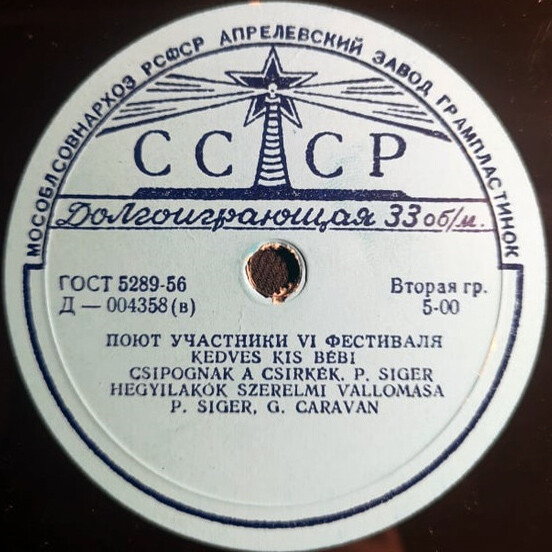 МОСОБЛСОВНАРХОЗ РСФСР АПРЕЛЕВСКИЙ ЗАВОД ГРАМПЛАСТИНОК
СССР
Долгоиграющая 33 об/м.
ГОСТ 5289-56
Д — 004358 (в)
Вторая гр.
5-00
ПОЮТ УЧАСТНИКИ VI ФЕСТИВАЛЯ
KEDVES KIS BÉBI
CSIPOGNAK A CSIRKÉK, P. SIGER
HEGYILAKÓK SZERELMI VALLOMASA
P. SIGER, G. CARAVAN